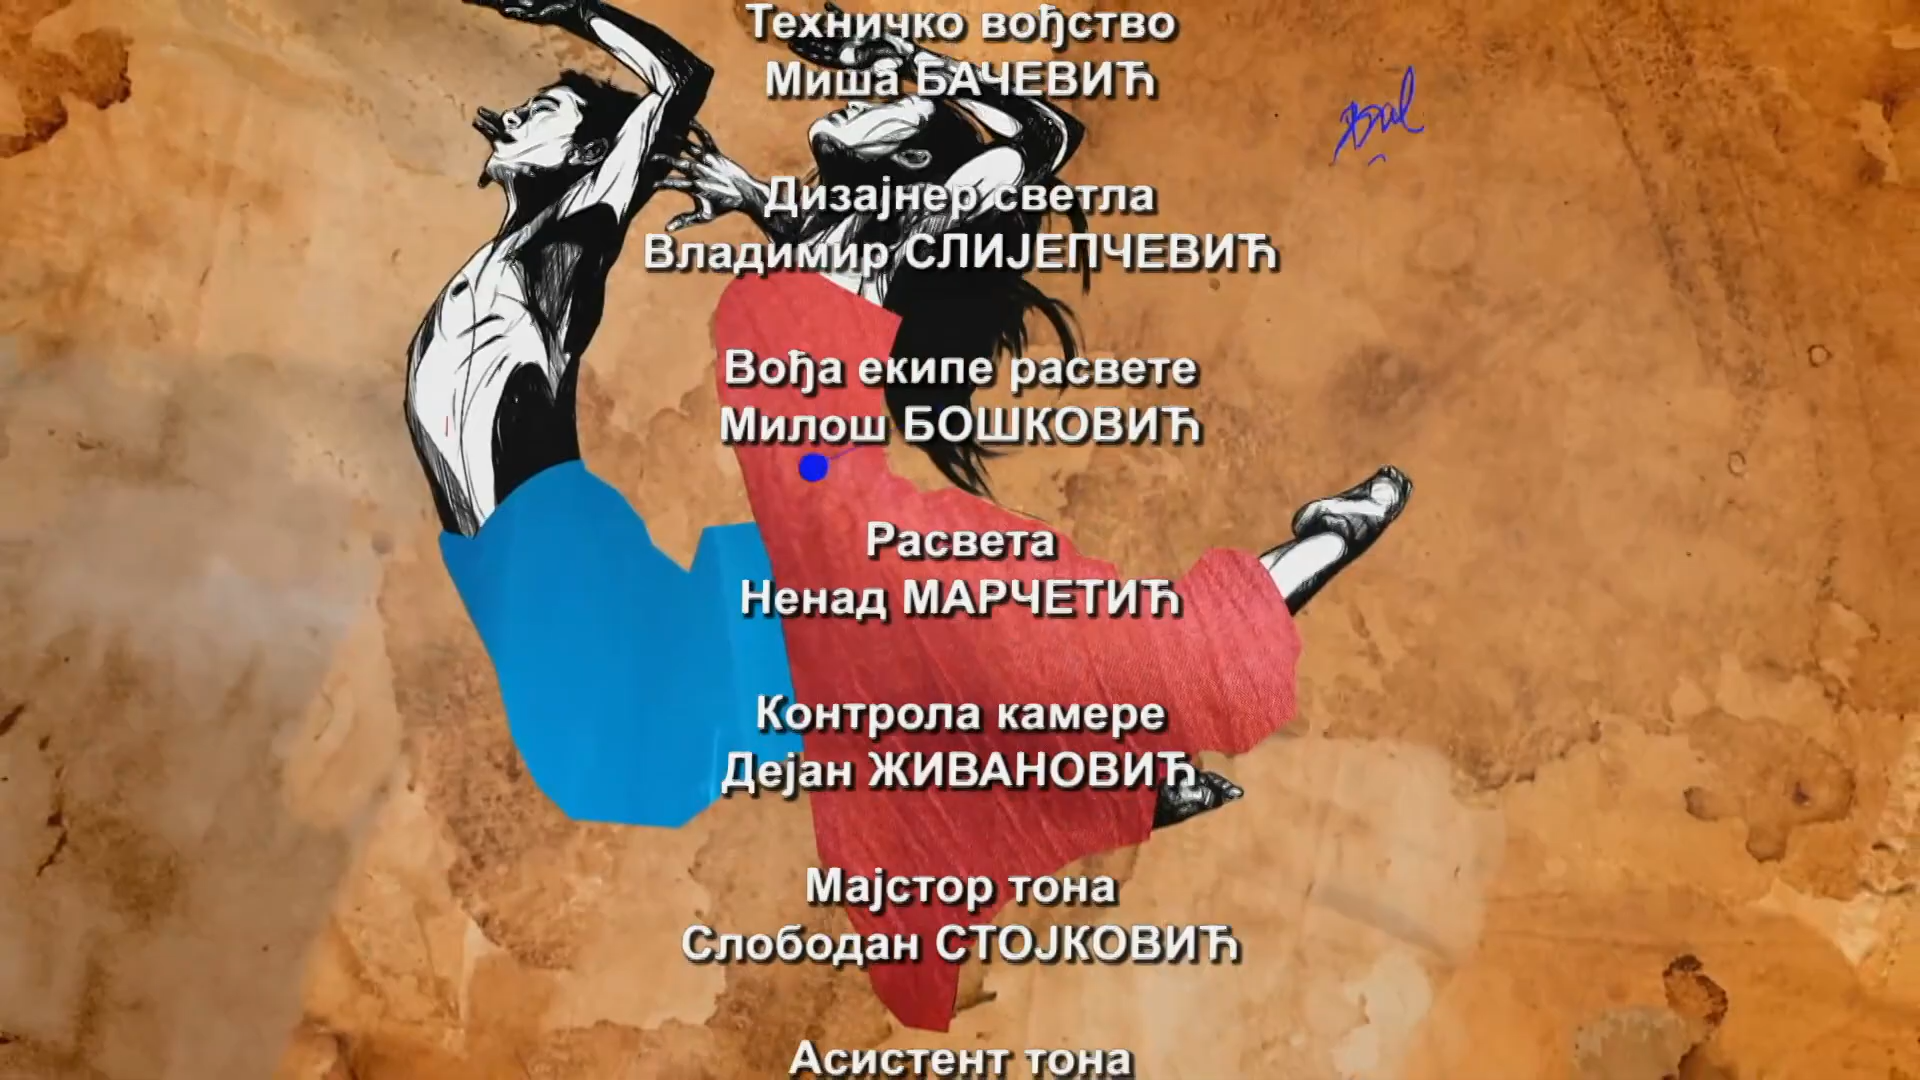 Техничко вођство
Миша БАЧЕВИЋ
Дизајнер светла
Владимир СЛИЈЕПЧЕВИЋ
Вођа екипе расвете
Милош БОШКОВИЋ
Расвета
Ненад МАРЧЕТИЋ
Контрола камере
Дејан ЖИВАНОВИЋ
Мајстор тона
Слободан СТОЈКОВИЋ
Асистент тона